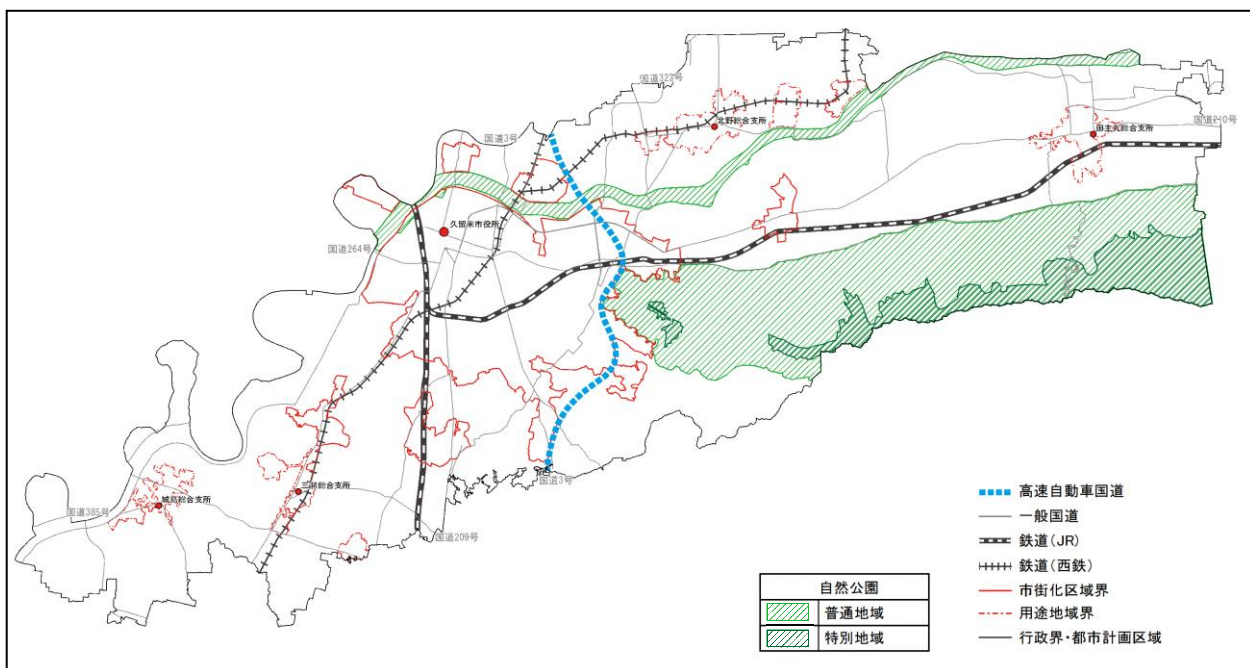 国道322号
国道3号
北野総合支所
田主丸総合支所
国道210号
久留米市役所
国道264号
国道3号
三潴総合支所
城島総合支所
国道385号
国道209号
高速自動車国道
一般国道
鉄道(JR)
鉄道(西鉄)
市街化区域界
用途地域界
行政界・都市計画区域
自然公園
普通地域
特別地域